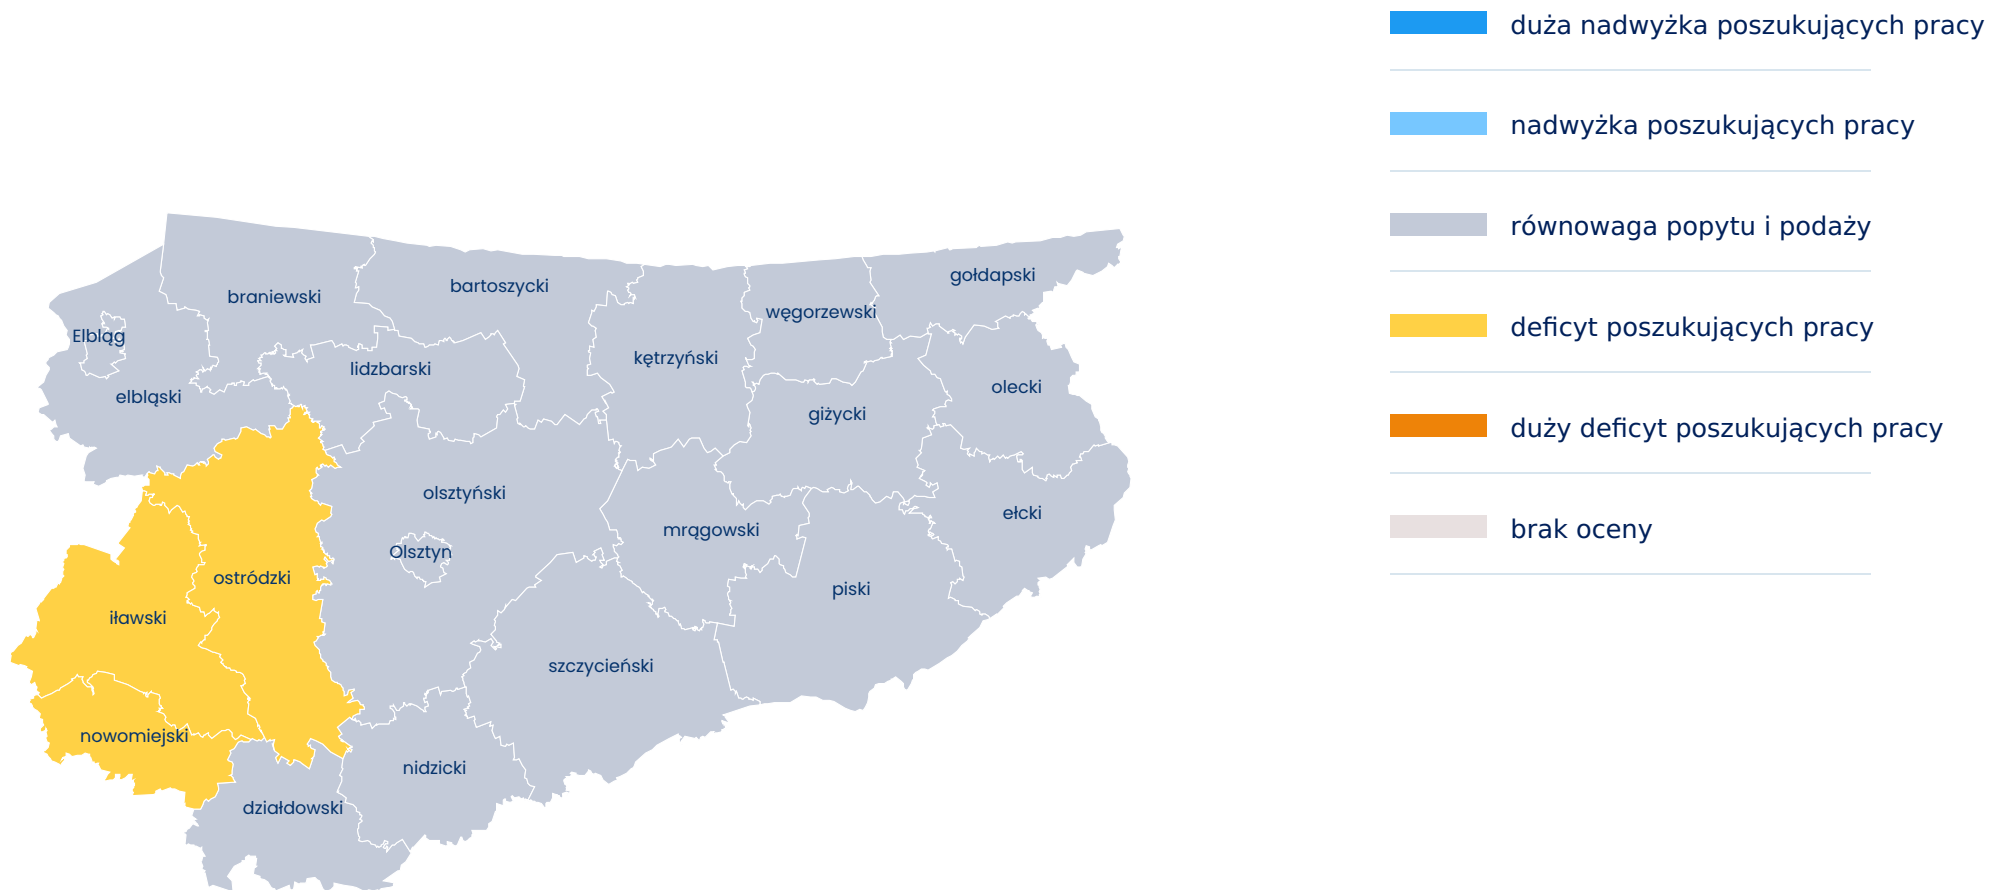 duża nadwyżka poszukujących pracy
nadwyżka poszukujących pracy
równowaga popytu i podaży
deficyt poszukujących pracy
duży deficyt poszukujących pracy
brak oceny
gołdapski
bartoszycki
braniewski
węgorzewski
Elbląg
kętrzyński
lidzbarski
olecki
elbląski
giżycki
olsztyński
ełcki
mrągowski
Olsztyn
ostródzki
piski
iławski
szczycieński
nowomiejski
nidzicki
działdowski